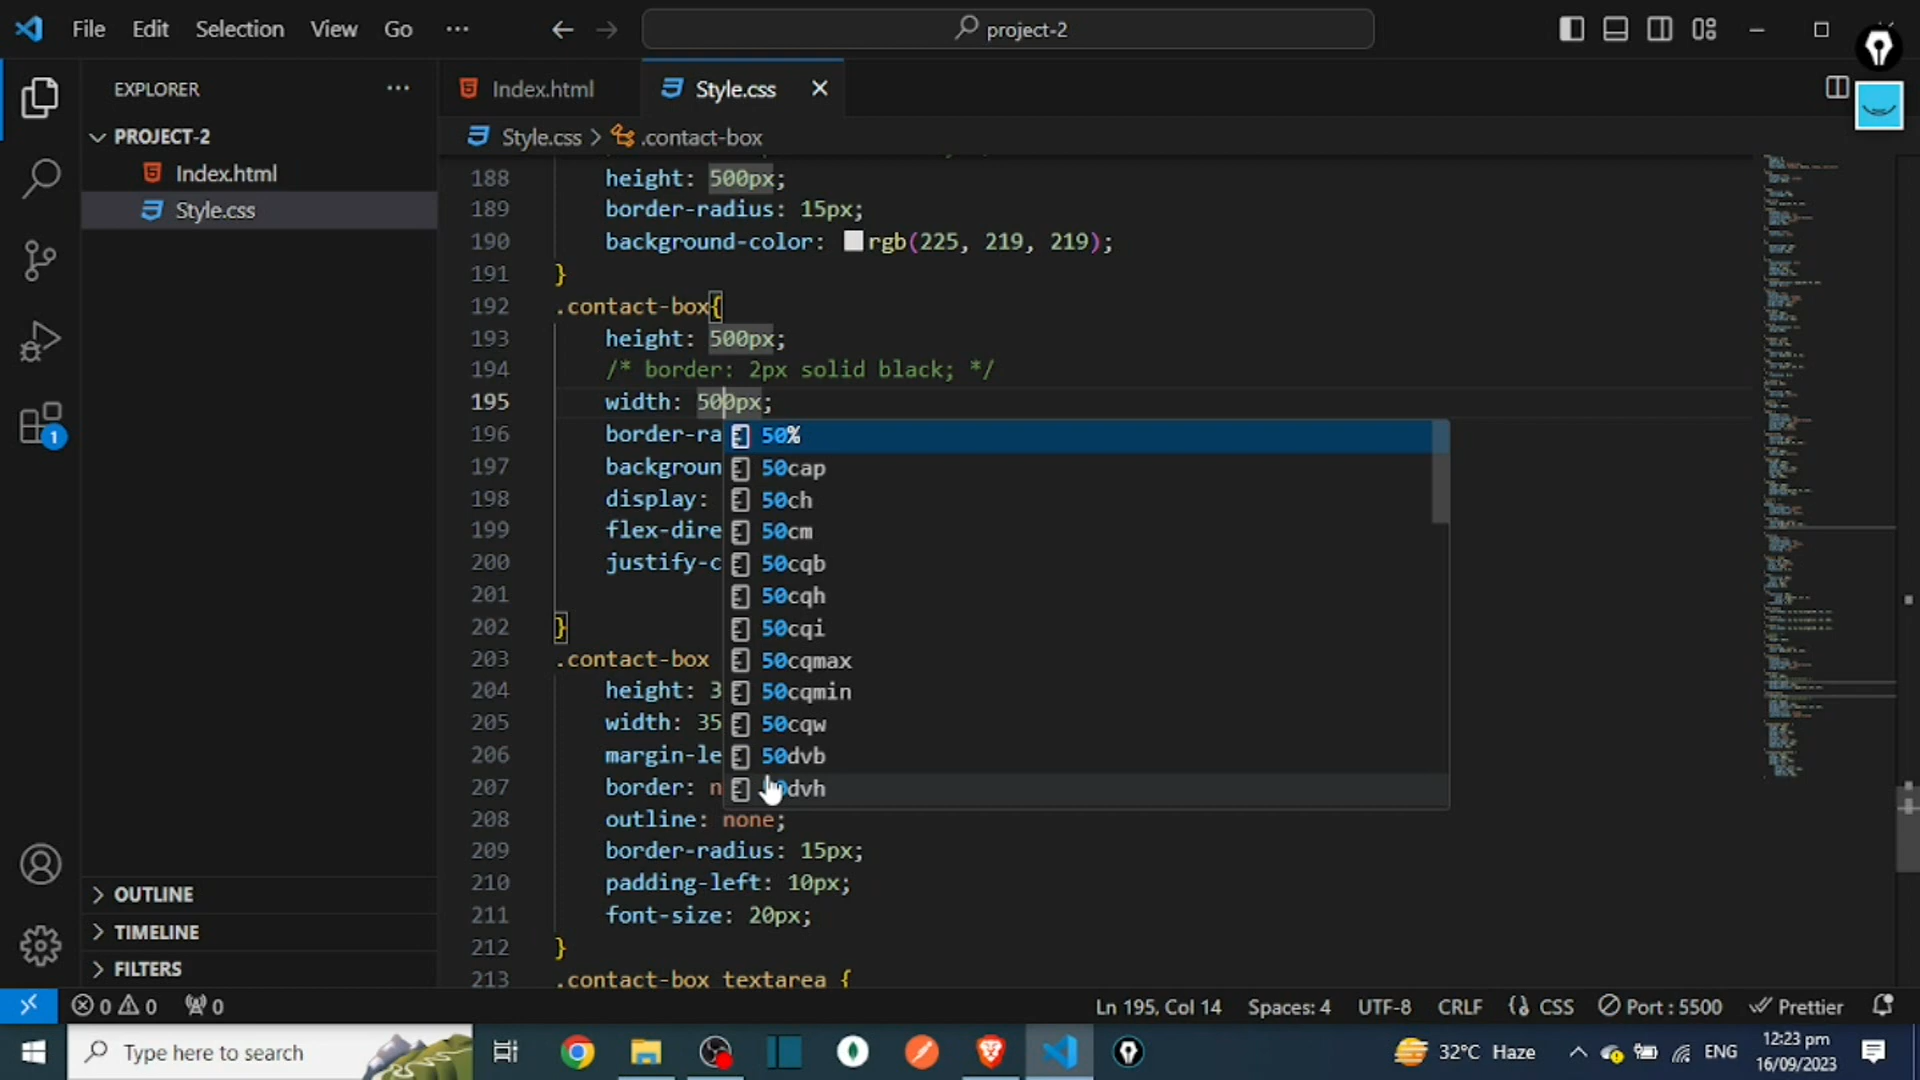 File Edit Selection View Go ···
project-2
EXPLORER ···
Index.html
Style.css
PROJECT-2
Style.css > .contact-box
Index.html
Style.css
188 height: 500px;
189 border-radius: 15px;
190 background-color: rgb(225, 219, 219);
191 }
192 .contact-box{
193 height: 500px;
194 /* border: 2px solid black; */
195 width: 500px;
196 border-ra
50%
197 backgroun
50cap
198 display:
50ch
199 flex-dire
50cm
200 justify-c
50cqb
201
50cqh
202 }
50cqi
203 .contact-box
50cqmax
204 height: 3
50cqmin
205 width: 35
50cqw
206 margin-le
50dvb
207 border: n
dvh
208 outline: none;
209 border-radius: 15px;
210 padding-left: 10px;
211 font-size: 20px;
212 }
213 .contact-box textarea {
1
OUTLINE
TIMELINE
FILTERS
0 0 0
Ln 195, Col 14 Spaces: 4 UTF-8 CRLF {} CSS Port : 5500 Prettier
Type here to search
32°C Haze
ENG
12:23 pm
16/09/2023